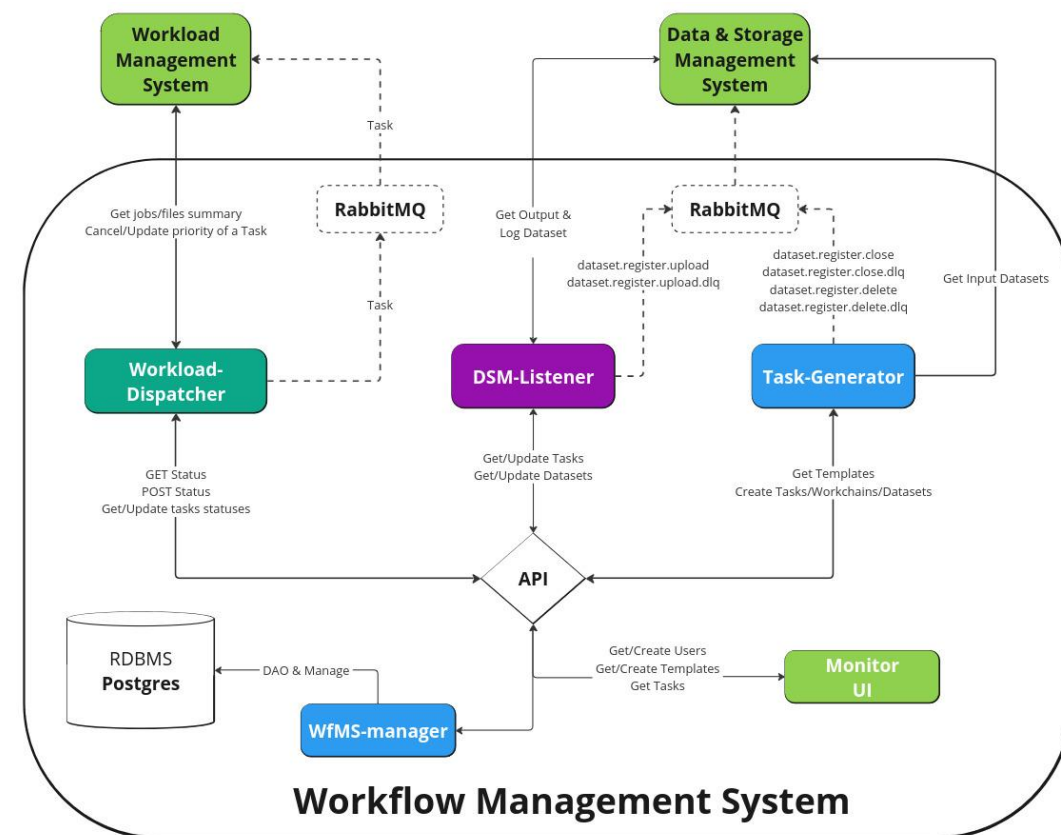 Workload
Management
System
Data & Storage
Management
System
Task
RabbitMQ
RabbitMQ
Get jobs/files summary
Cancel/Update priority of a Task
Get Output &
Log Dataset
dataset.register.upload
dataset.register.upload.dlq
dataset.register.close
dataset.register.close.dlq
dataset.register.delete
dataset.register.delete.dlq
Get Input Datasets
Task
Workload-
Dispatcher
DSM-Listener
Task-Generator
GET Status
POST Status
Get/Update tasks statuses
Get/Update Tasks
Get/Update Datasets
Get Templates
Create Tasks/Workchains/Datasets
API
RDBMS
Postgres
DAO & Manage
WfMS-manager
Get/Create Users
Get/Create Templates
Get Tasks
Monitor
UI
Workflow Management System